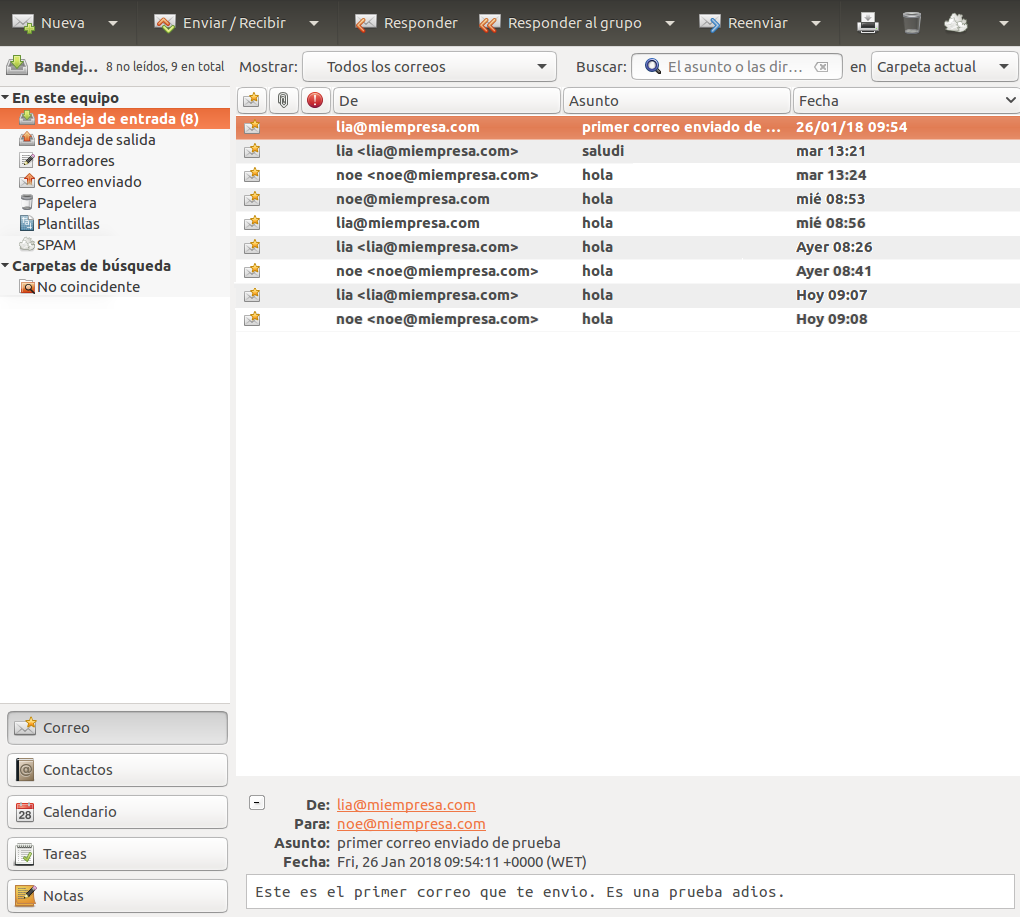 Nueva Enviar / Recibir Responder Responder al grupo Reenviar
Bandej... 8 no leídos, 9 en total Mostrar: Todos los correos Buscar: El asunto o las dir... en Carpeta actual
En este equipo
Bandeja de entrada (8)
Bandeja de salida
Borradores
Correo enviado
Papelera
Plantillas
SPAM
Carpetas de búsqueda
No coincidente
De Asunto Fecha
lia@miempresa.com primer correo enviado de ... 26/01/18 09:54
lia <lia@miempresa.com> saludi mar 13:21
noe <noe@miempresa.com> hola mar 13:24
noe@miempresa.com hola mié 08:53
lia@miempresa.com hola mié 08:56
lia <lia@miempresa.com> hola Ayer 08:26
noe <noe@miempresa.com> hola Ayer 08:41
lia <lia@miempresa.com> hola Hoy 09:07
noe <noe@miempresa.com> hola Hoy 09:08
Correo
Contactos
28 Calendario
Tareas
Notas
De: lia@miempresa.com
Para: noe@miempresa.com
Asunto: primer correo enviado de prueba
Fecha: Fri, 26 Jan 2018 09:54:11 +0000 (WET)
Este es el primer correo que te envio. Es una prueba adios.